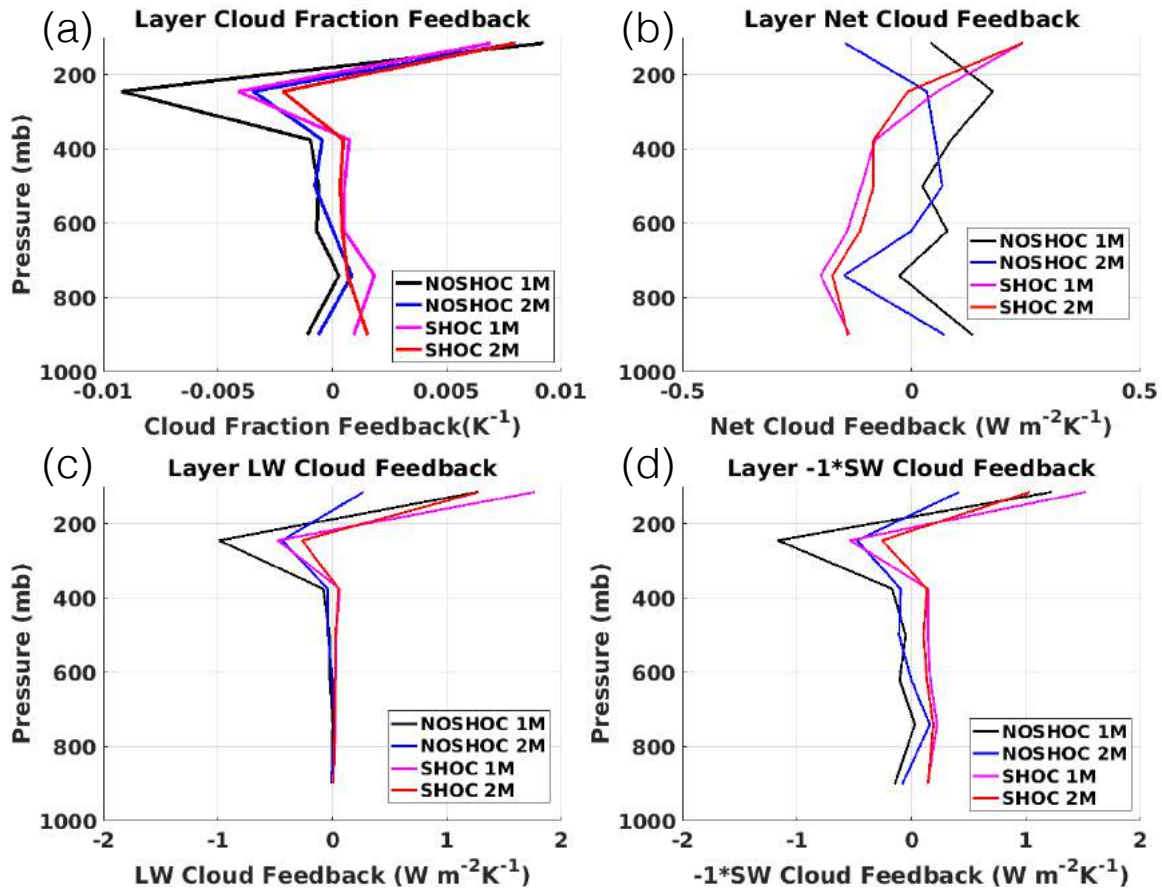 (a)
Layer Cloud Fraction Feedback
Pressure (mb)
200
400
600
800
1000
NOSHOC 1M
NOSHOC 2M
SHOC 1M
SHOC 2M
-0.01
-0.005
0
0.005
0.01
Cloud Fraction Feedback(K⁻¹)
(b)
Layer Net Cloud Feedback
200
400
600
800
1000
NOSHOC 1M
NOSHOC 2M
SHOC 1M
SHOC 2M
-0.5
0
0.5
Net Cloud Feedback (W m⁻²K⁻¹)
(c)
Layer LW Cloud Feedback
Pressure (mb)
200
400
600
800
1000
NOSHOC 1M
NOSHOC 2M
SHOC 1M
SHOC 2M
-2
-1
0
1
2
LW Cloud Feedback (W m⁻²K⁻¹)
(d)
Layer -1*SW Cloud Feedback
Pressure (mb)
200
400
600
800
1000
NOSHOC 1M
NOSHOC 2M
SHOC 1M
SHOC 2M
-2
-1
0
1
2
-1*SW Cloud Feedback (W m⁻²K⁻¹)